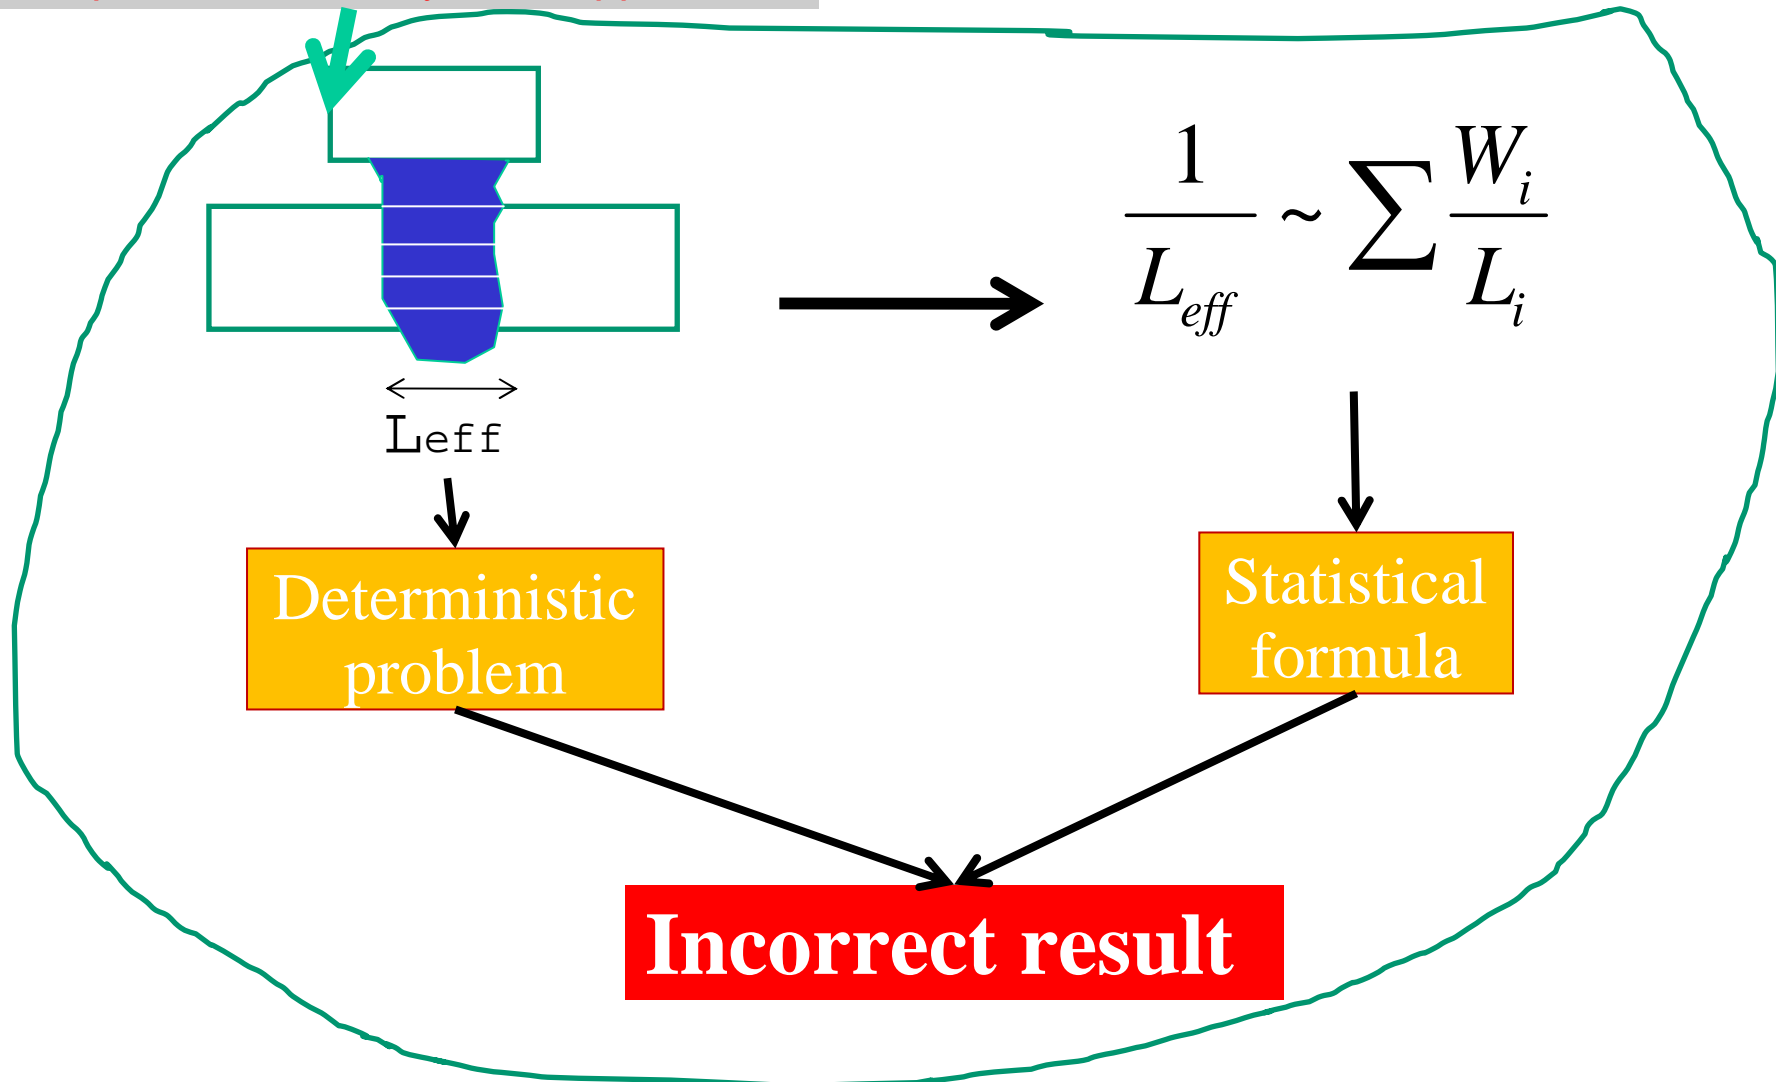 1/L_eff ~ ∑ W_i/L_i
Leff
Deterministic
problem
Statistical
formula
Incorrect result